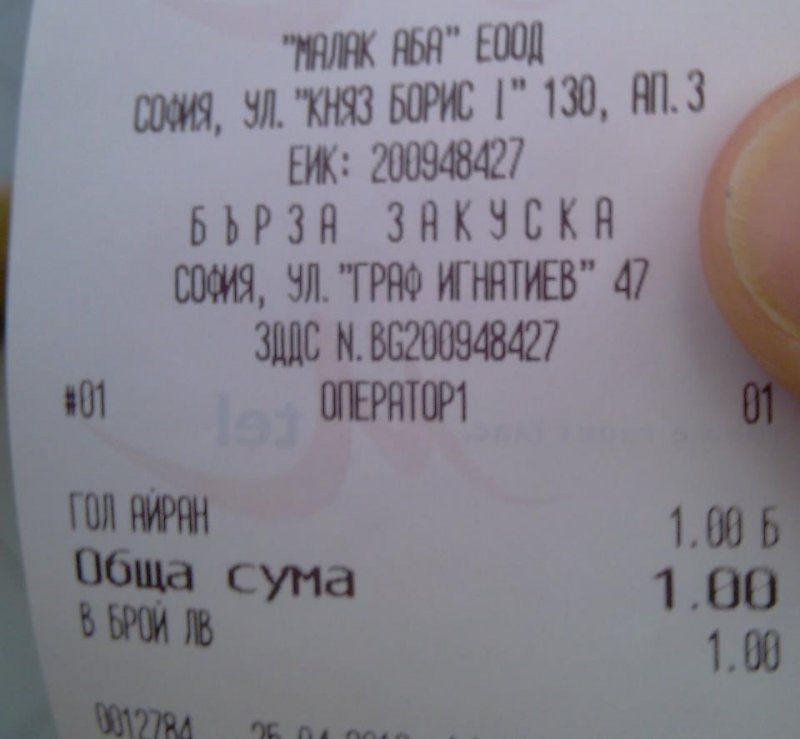 "МАЛАК АБА" ЕООД
СОФИЯ, УЛ."КНЯЗ БОРИС I" 130, АП.3
ЕИК: 200948427
БЪРЗА ЗАКУСКА
СОФИЯ, УЛ."ГРАФ ИГНАТИЕВ" 47
ЗДДС N.BG200948427
#01 ОПЕРАТОР1 01
ГОЛ АЙРАН 1.00 Б
Обща сума 1.00
В БРОЙ ЛВ 1.00
0012784